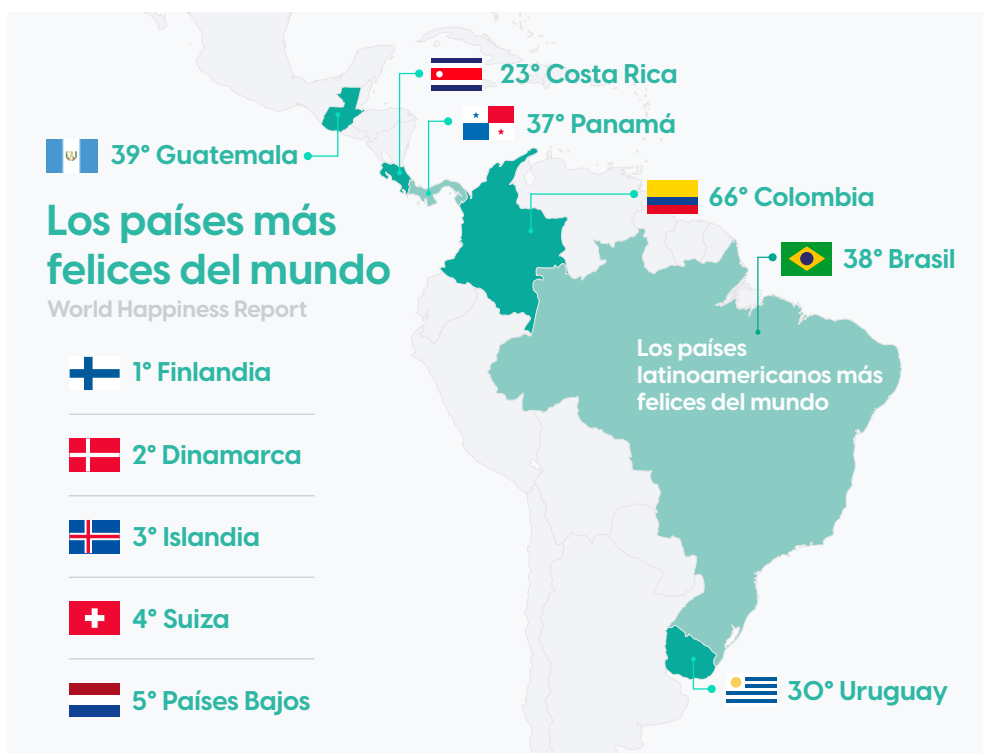 23° Costa Rica
37° Panamá
39° Guatemala
66° Colombia
Los países más
felices del mundo
World Happiness Report
38° Brasil
Los países
latinoamericanos más
felices del mundo
1° Finlandia
2° Dinamarca
3° Islandia
4° Suiza
5° Países Bajos
30° Uruguay